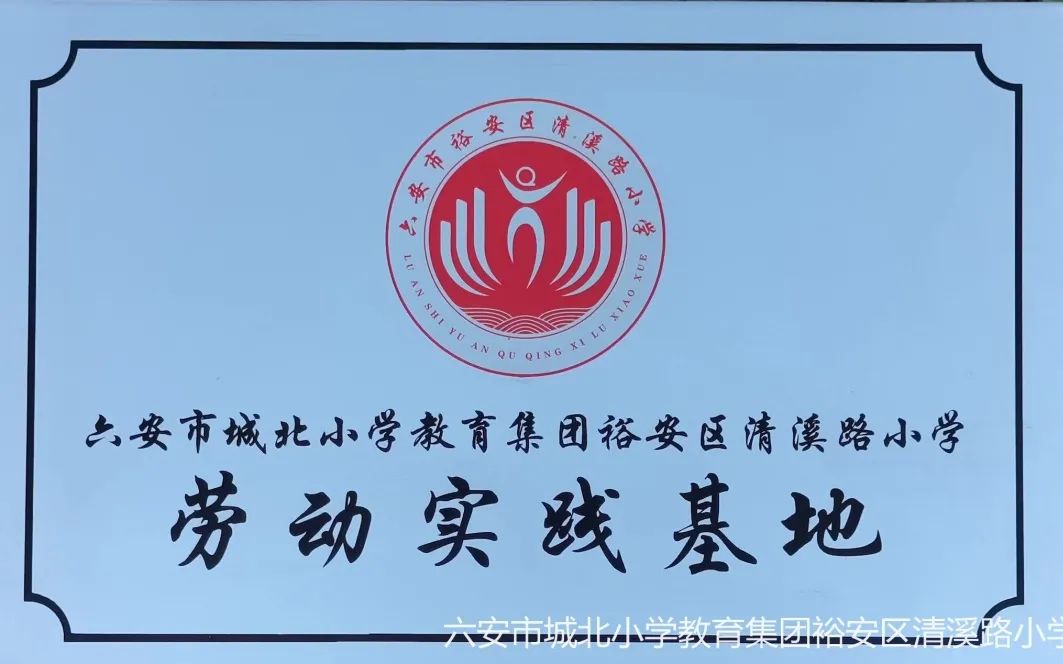 六安市裕安区清溪路小学
Q
LU AN SHI YU AN QU QING XI LU XIAO XUE
六安市城北小学教育集团裕安区清溪路小学
劳动实践基地
六安市城北小学教育集团裕安区清溪路小学